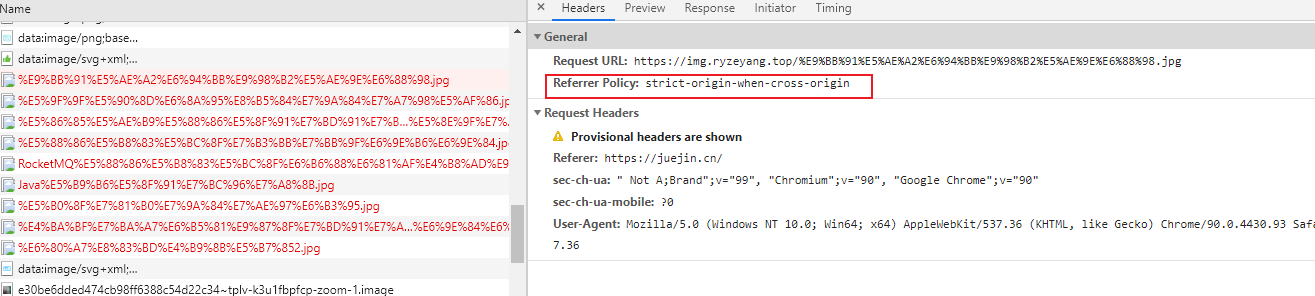 Name
data:image/png;base...
data:image/svg+xml;...
%E9%BB%91%E5%AE%A2%E6%94%BB%E9%98%B2%E5%AE%9E%E6%88%98.jpg
%E5%9F%9F%E5%90%8D%E6%8A%95%E8%B5%84%E7%9A%84%E7%A7%98%E5%AF%86.jp
%E5%86%85%E5%AE%B9%E5%88%86%E5%8F%91%E7%BD%91%E7%B...%E5%8E%9F%E7.
%E5%88%86%E5%B8%83%E5%BC%8F%E7%B3%BB%E7%BB%9F%E6%9E%B6%E6%9E%84.jp
RocketMQ%E5%88%86%E5%B8%83%E5%BC%8F%E6%B6%88%E6%81%AF%E4%B8%AD%E9
Java%E5%B9%B6%E5%8F%91%E7%BC%96%E7%A8%8B.jpg
%E5%B0%8F%E7%81%B0%E7%9A%84%E7%AE%97%E6%B3%95.jpg
%E4%BA%BF%E7%BA%A7%E6%B5%81%E9%87%8F%E7%BD%91%E7%A...%E6%9E%84%E6%
%E6%80%A7%E8%83%BD%E4%B9%8B%E5%B7%852.jpg
data:image/svg+xml;...
e30be6dded474cb98ff6388c54d22c34~tplv-k3u1fbpfcp-zoom-1.image
× Headers Preview Response Initiator Timing
General
Request URL: https://img.ryzeyang.top/%E9%BB%91%E5%AE%A2%E6%94%BB%E9%98%B2%E5%AE%9E%E6%88%98.jpg
Referrer Policy: strict-origin-when-cross-origin
Request Headers
Provisional headers are shown
Referer: https://juejin.cn/
sec-ch-ua: " Not A;Brand";v="99", "Chromium";v="90", "Google Chrome";v="90"
sec-ch-ua-mobile: ?0
User-Agent: Mozilla/5.0 (Windows NT 10.0; Win64; x64) AppleWebKit/537.36 (KHTML, like Gecko) Chrome/90.0.4430.93 Safa
7.36